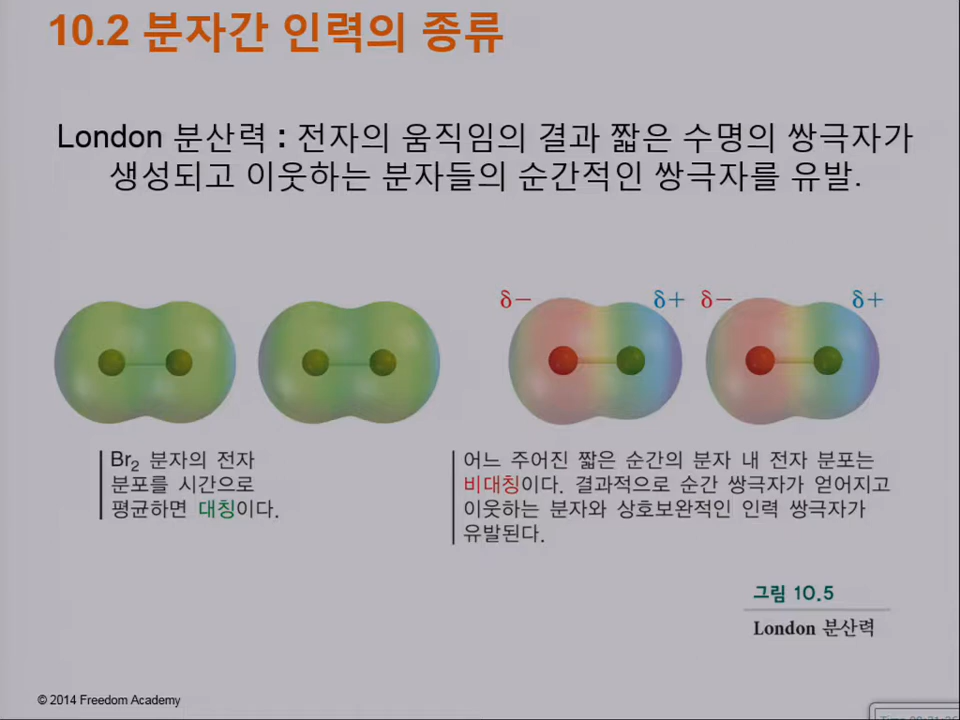 10.2 분자간 인력의 종류
London 분산력 : 전자의 움직임의 결과 짧은 수명의 쌍극자가
생성되고 이웃하는 분자들의 순간적인 쌍극자를 유발.
δ− δ+ δ− δ+
Br₂ 분자의 전자
분포를 시간으로
평균하면 대칭이다.
어느 주어진 짧은 순간의 분자 내 전자 분포는
비대칭이다. 결과적으로 순간 쌍극자가 얻어지고
이웃하는 분자와 상호보완적인 인력 쌍극자가
유발된다.
그림 10.5
London 분산력
© 2014 Freedom Academy